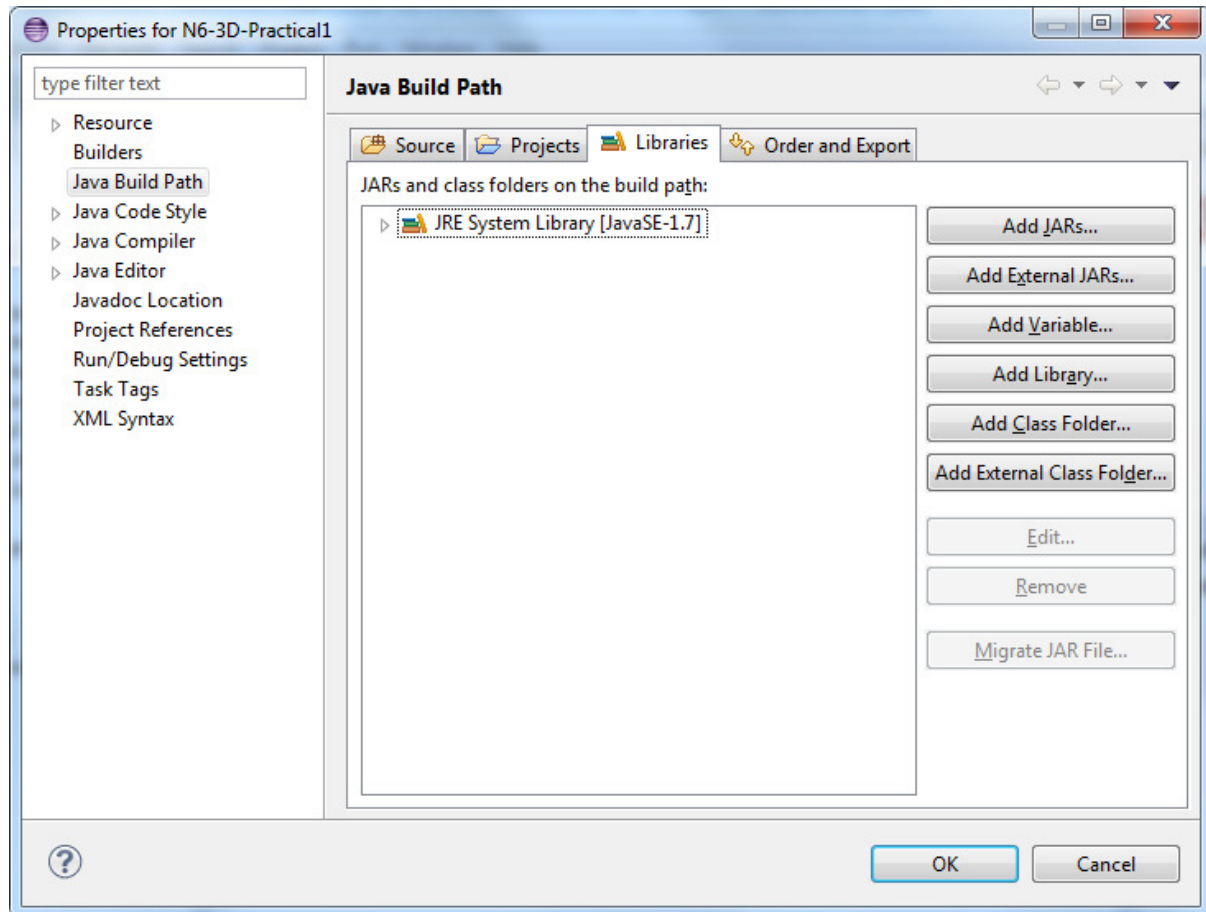 Properties for N6-3D-Practical1
type filter text
Resource
Builders
Java Build Path
Java Code Style
Java Compiler
Java Editor
Javadoc Location
Project References
Run/Debug Settings
Task Tags
XML Syntax
Java Build Path
Source Projects Libraries Order and Export
JARs and class folders on the build path:
JRE System Library [JavaSE-1.7]
Add JARs...
Add External JARs...
Add Variable...
Add Library...
Add Class Folder...
Add External Class Folder...
Edit...
Remove
Migrate JAR File...
OK Cancel